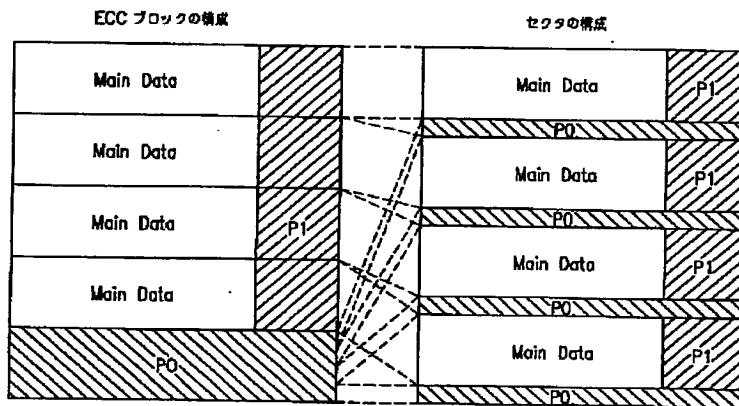 ECC ブロックの構成
セクタの構成
Main Data
Main Data
Main Data
P1
Main Data
PO
Main Data
P1
PO
Main Data
P1
PO
Main Data
P1
PO
Main Data
P1
PO